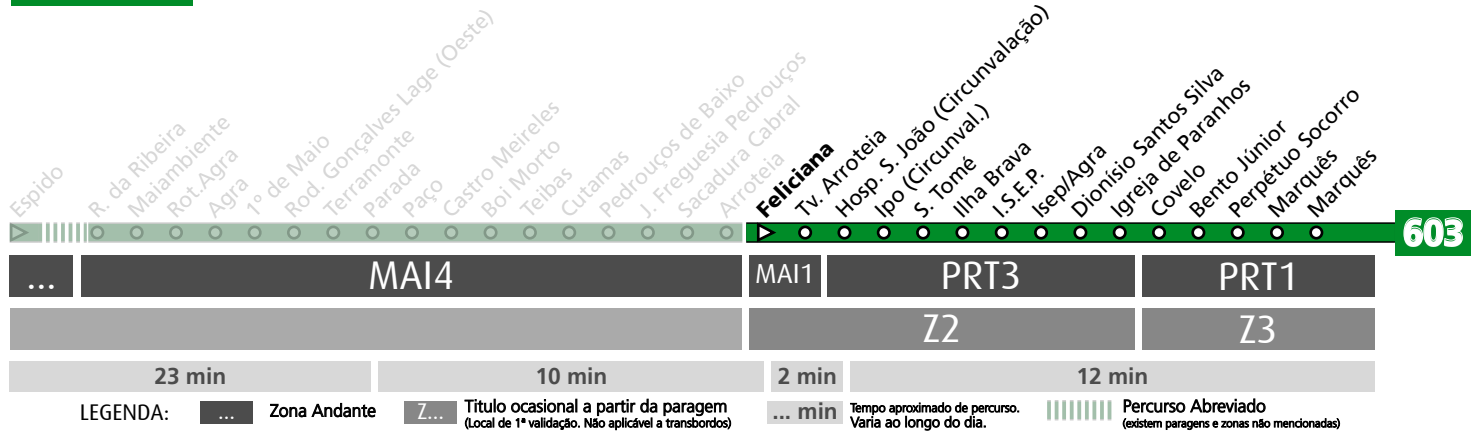 Espido
R. da Ribeira
Maiambiente
Rot.Agra
Agra
1º de Maio
Rod. Gonçalves Lage (Oeste)
Terramonte
Parada
Paço
Castro Meireles
Boi Morto
Teibas
Cutamas
Pedrouços de Baixo
J. Freguesia Pedrouços
Sacadura Cabral
Arroteia
Feliciana
Tv. Arroteia
Hosp. S. João (Circunvalação)
Ipo (Circunval.)
S. Tomé
Ilha Brava
I.S.E.P.
Isep/Agra
Dionisio Santos Silva
Igreja de Paranhos
Covelo
Bento Júnior
Perpétuo Socorro
Marquês
Marquês
603
... MAI4 MAI1 PRT3 PRT1
Z2 Z3
23 min 10 min 2 min 12 min
LEGENDA: ... Zona Andante Z... Titulo ocasional a partir da paragem ... min Tempo aproximado de percurso. Percurso Abreviado
(Local de 1ª validação. Não aplicável a transbordos) Varia ao longo do dia. (existem paragens e zonas não mencionadas)